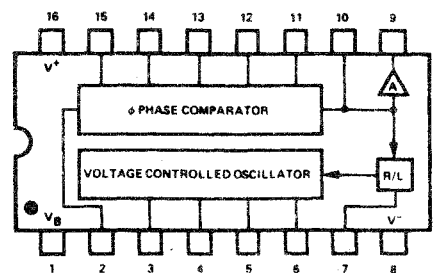 16 15 14 13 12 11 10 9
V+
A
ϕ PHASE COMPARATOR
VOLTAGE CONTROLLED OSCILLATOR
R/L
VB
V-
1 2 3 4 5 6 7 8